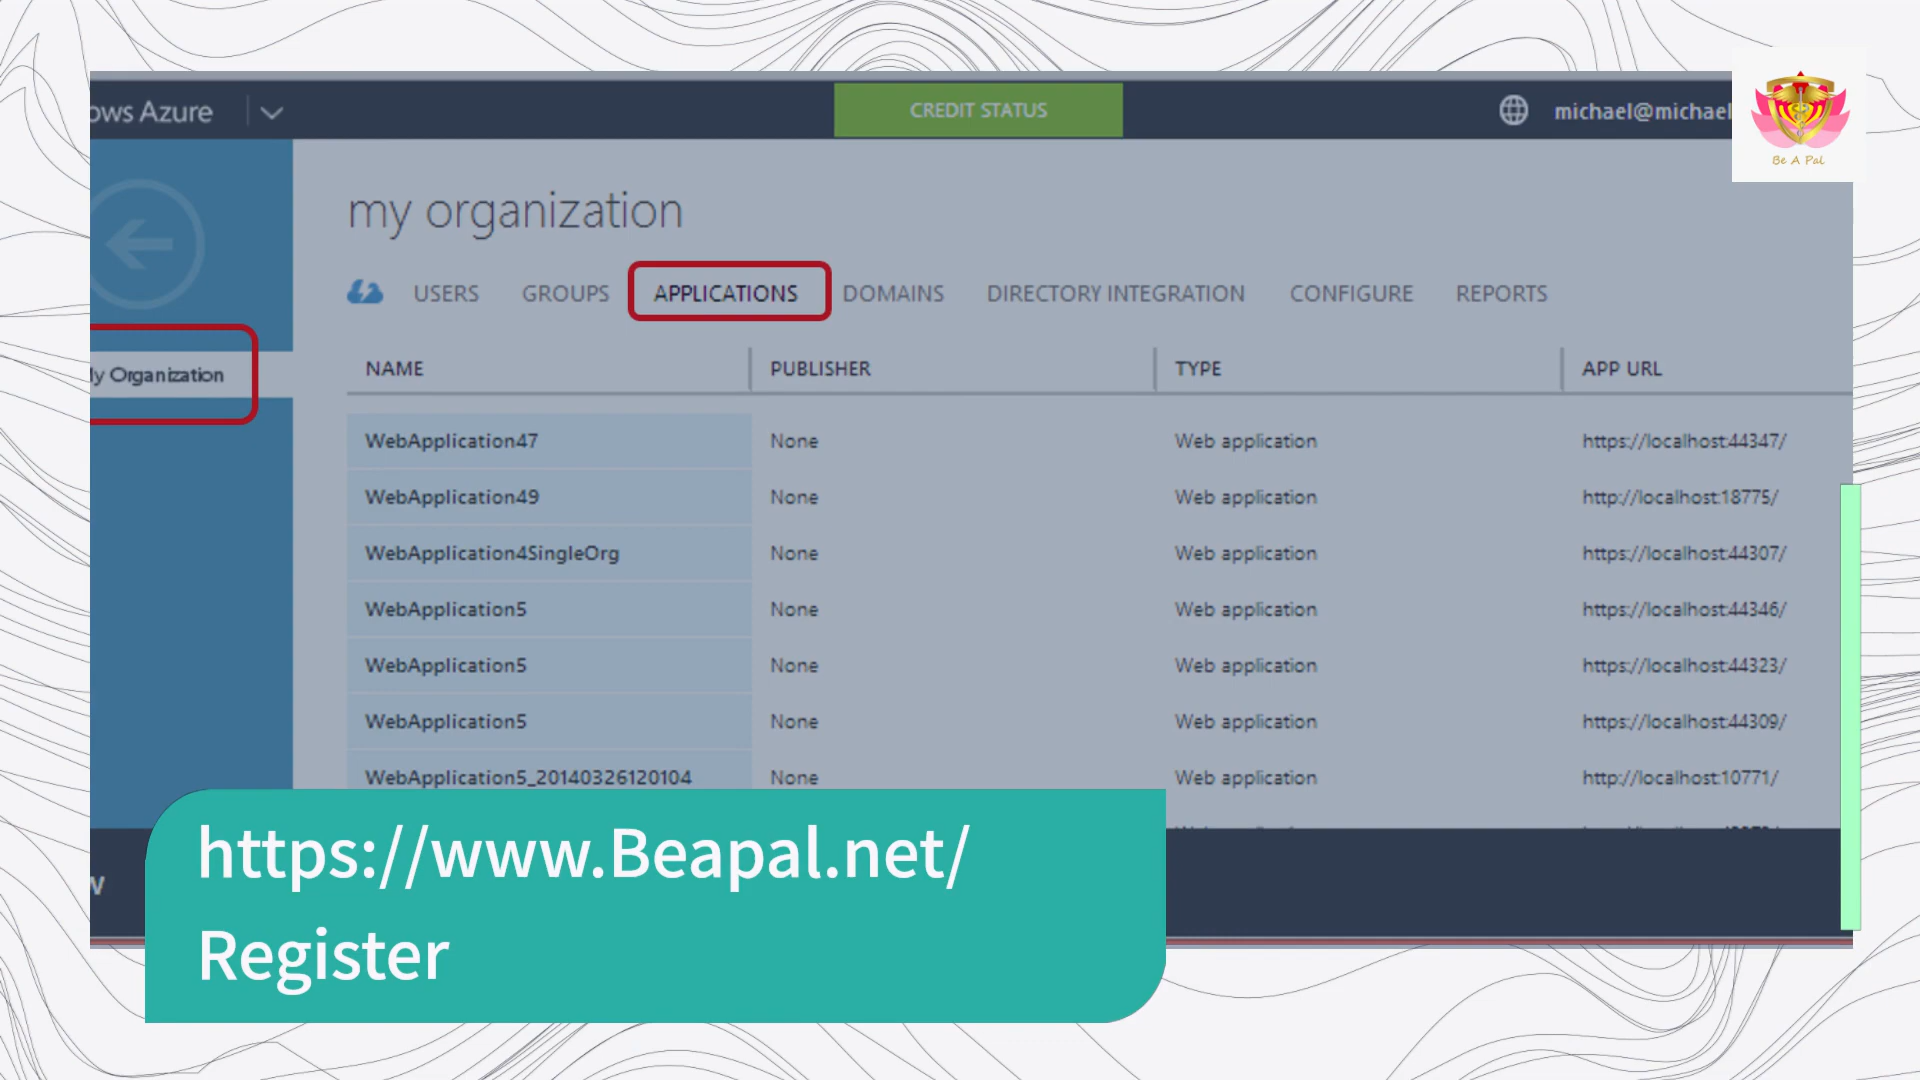 ows Azure
CREDIT STATUS
michael@michael
Be A Pal
my organization
USERS GROUPS APPLICATIONS DOMAINS DIRECTORY INTEGRATION CONFIGURE REPORTS
y Organization
NAME PUBLISHER TYPE APP URL
WebApplication47 None Web application https://localhost:44347/
WebApplication49 None Web application http://localhost:18775/
WebApplication4SingleOrg None Web application https://localhost:44307/
WebApplication5 None Web application https://localhost:44346/
WebApplication5 None Web application https://localhost:44323/
WebApplication5 None Web application https://localhost:44309/
WebApplication5_20140326120104 None Web application http://localhost:10771/
W
https://www.Beapal.net/
Register